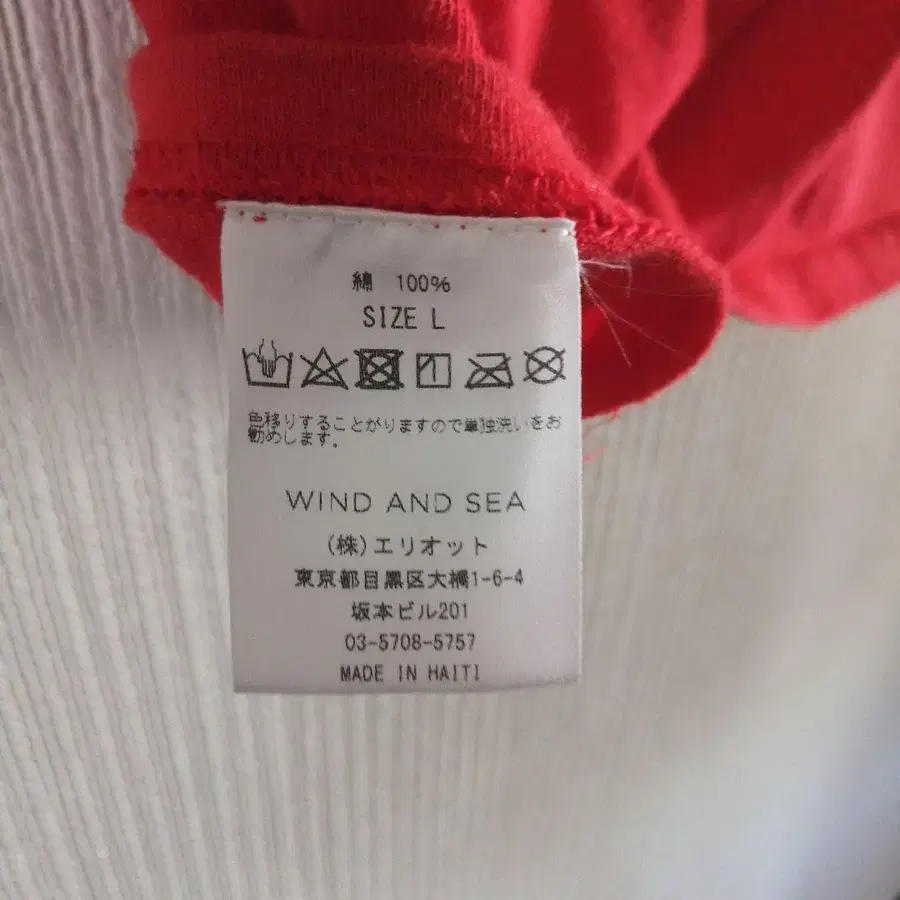 綿 100%
SIZE L
色移りすることがりますので単独洗いをお
勧めします。
WIND AND SEA
(株)エリオット
東京都目黒区大橋1-6-4
坂本ビル201
03-5708-5757
MADE IN HAITI